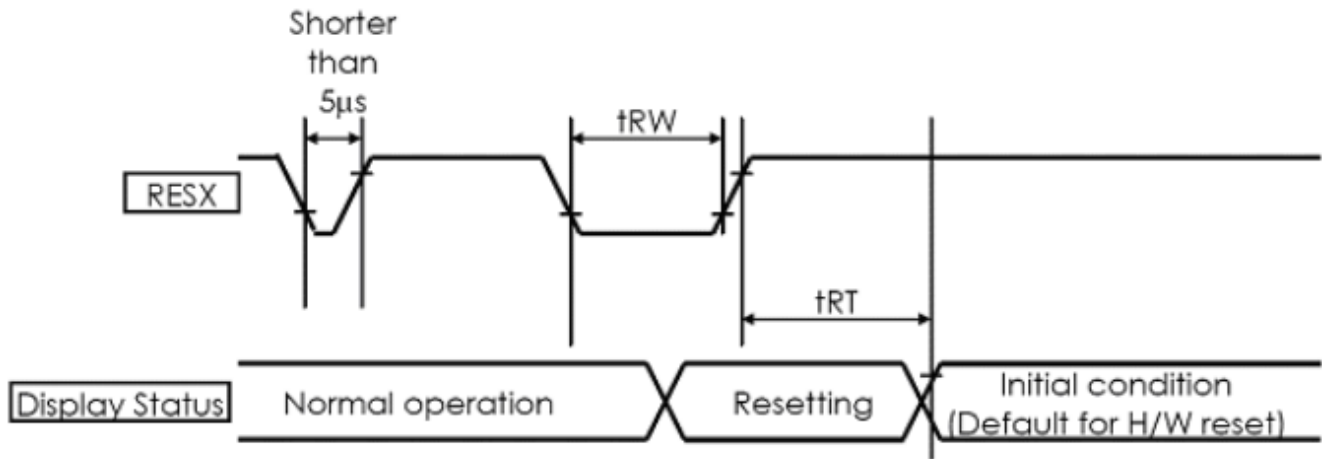 Shorter
than
5μs
tRW
RESX
tRT
Display Status
Normal operation
Resetting
Initial condition
(Default for H/W reset)